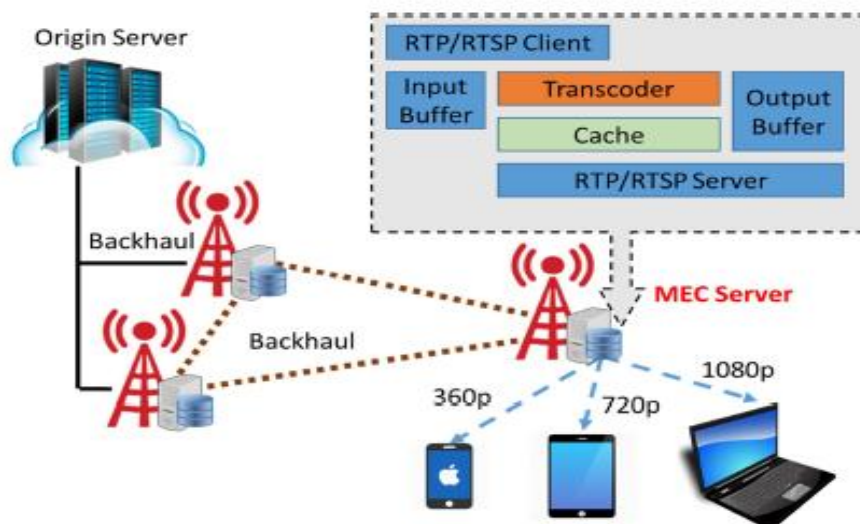 Origin Server
RTP/RTSP Client
Input
Buffer
Transcoder
Cache
Output
Buffer
RTP/RTSP Server
Backhaul
MEC Server
Backhaul
360p
720p
1080p